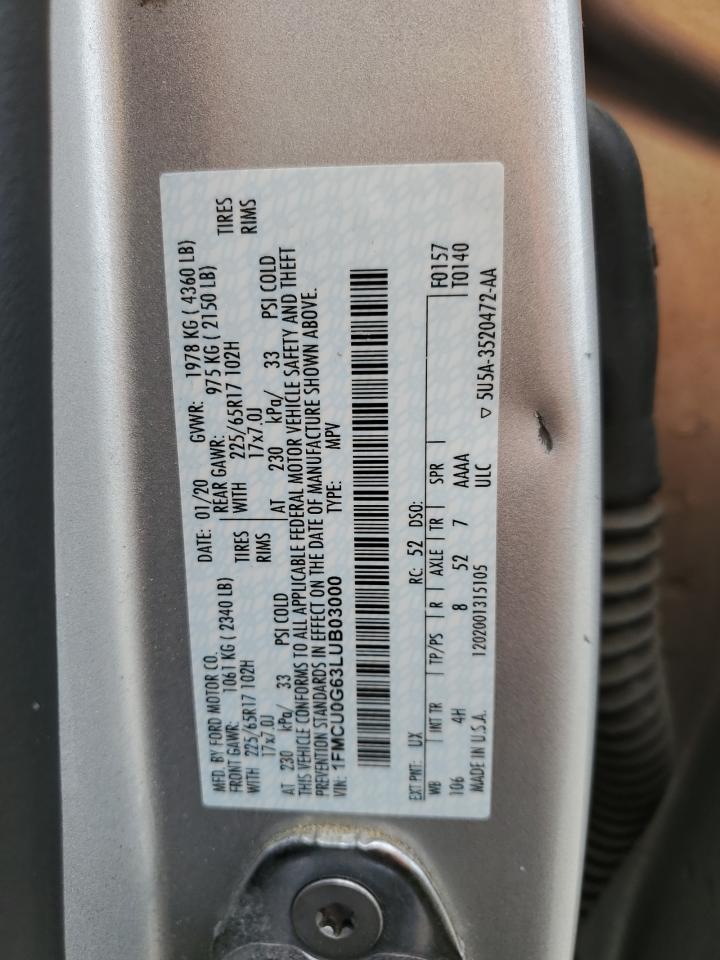 MFD. BY FORD MOTOR CO.
DATE: 01/20 GVWR: 1978 KG ( 4360 LB)
FRONT GAWR: 1061 KG ( 2340 LB) REAR GAWR: 975 KG ( 2150 LB)
WITH 225/65R17 102H TIRES WITH 225/65R17 102H TIRES
17x7.0J RIMS 17x7.0J RIMS
AT 230 kPa/ 33 PSI COLD AT 230 kPa/ 33 PSI COLD
THIS VEHICLE CONFORMS TO ALL APPLICABLE FEDERAL MOTOR VEHICLE SAFETY AND THEFT
PREVENTION STANDARDS IN EFFECT ON THE DATE OF MANUFACTURE SHOWN ABOVE.
VIN: 1FMCU0G63LUB03000 TYPE: MPV
EXT PNT: UX RC: 52 DSO: F0157
WB INT TR TP/PS R AXLE TR SPR T0140
106 4H 8 52 7 AAAA
MADE IN U.S.A. 1202001315105 ULC ▽ 5U5A-3520472-AA